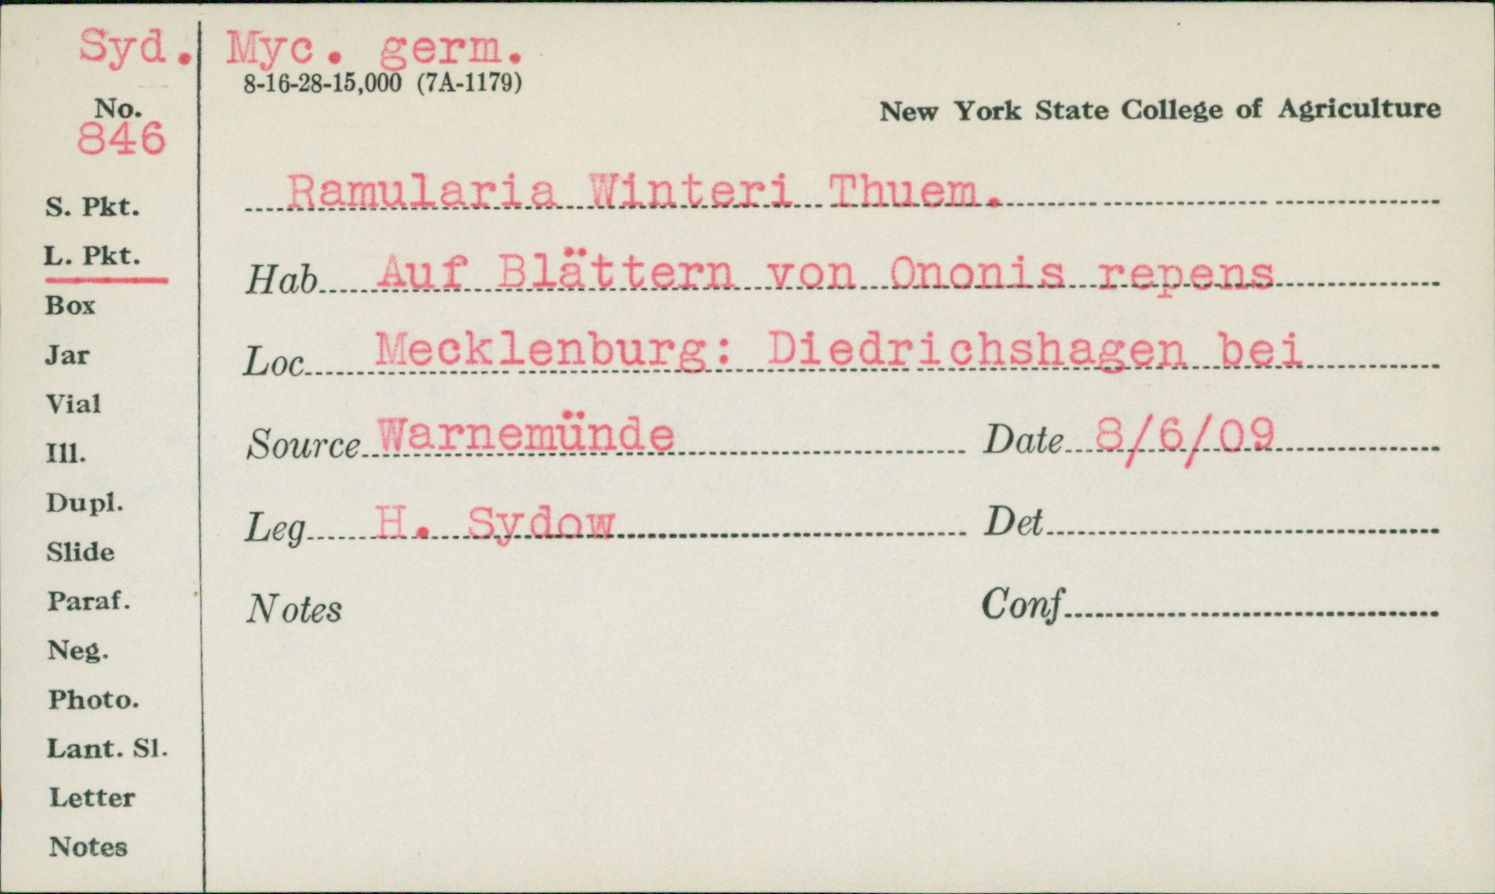 Syd. Myc. germ.
8-16-28-15,000 (7A-1179)
No.
846
New York State College of Agriculture
S. Pkt.
L. Pkt.
Box
Jar
Vial
Ill.
Dupl.
Slide
Paraf.
Neg.
Photo.
Lant. Sl.
Letter
Notes
Ramularia Winteri Thuem.
Hab. Auf Blättern von Ononis repens
Loc. Mecklenburg: Diedrichshagen bei
Source Warnemünde Date 8/6/09
Leg. H. Sydow Det.
Notes Conf.